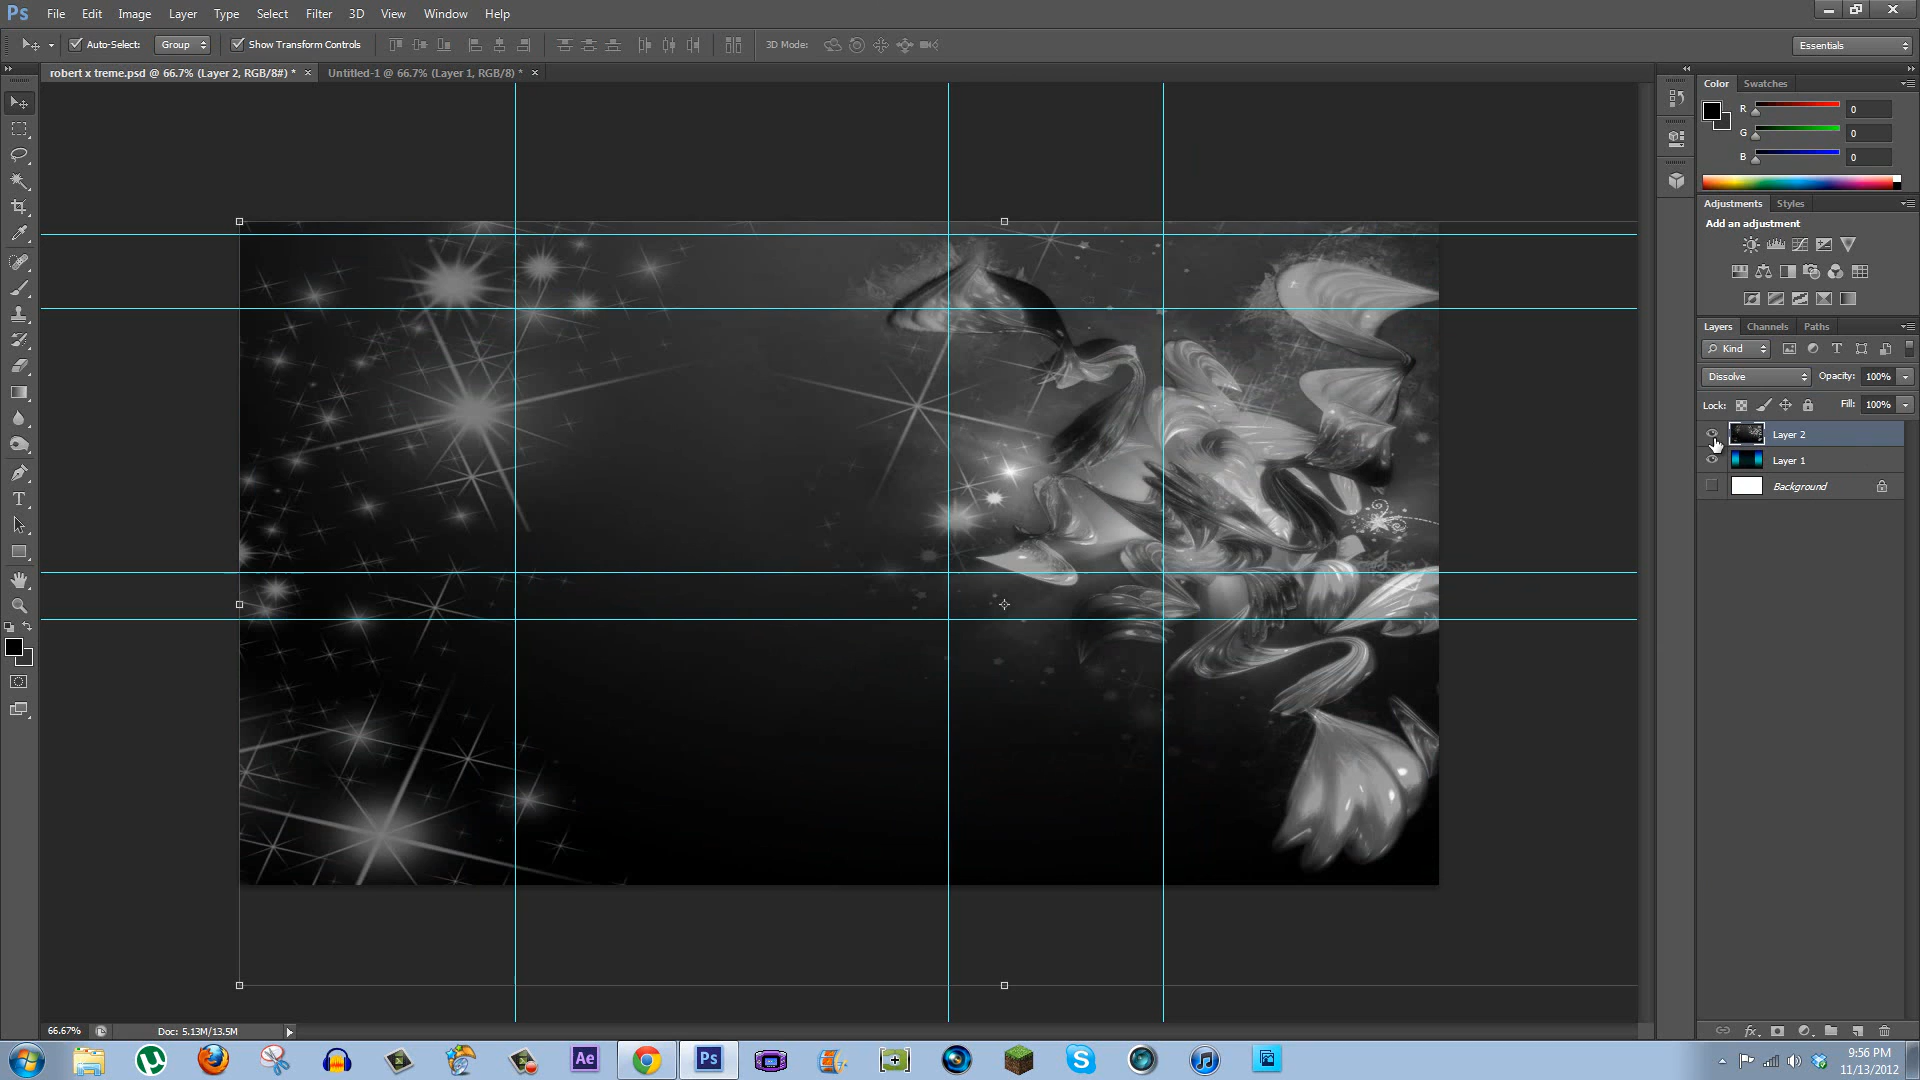 Ps File Edit Image Layer Type Select Filter 3D View Window Help
Auto-Select: Group Show Transform Controls 3D Mode: Essentials
robert x treme.psd @ 66.7% (Layer 2, RGB/8#) * × Untitled-1 @ 66.7% (Layer 1, RGB/8) * ×
Color Swatches
R 0
G 0
B 0
Adjustments Styles
Add an adjustment
Layers Channels Paths
Kind
Dissolve Opacity: 100%
Lock: Fill: 100%
Layer 2
Layer 1
Background
66.67% Doc: 5.13M/13.5M
Ae Ps
9:56 PM
11/13/2012